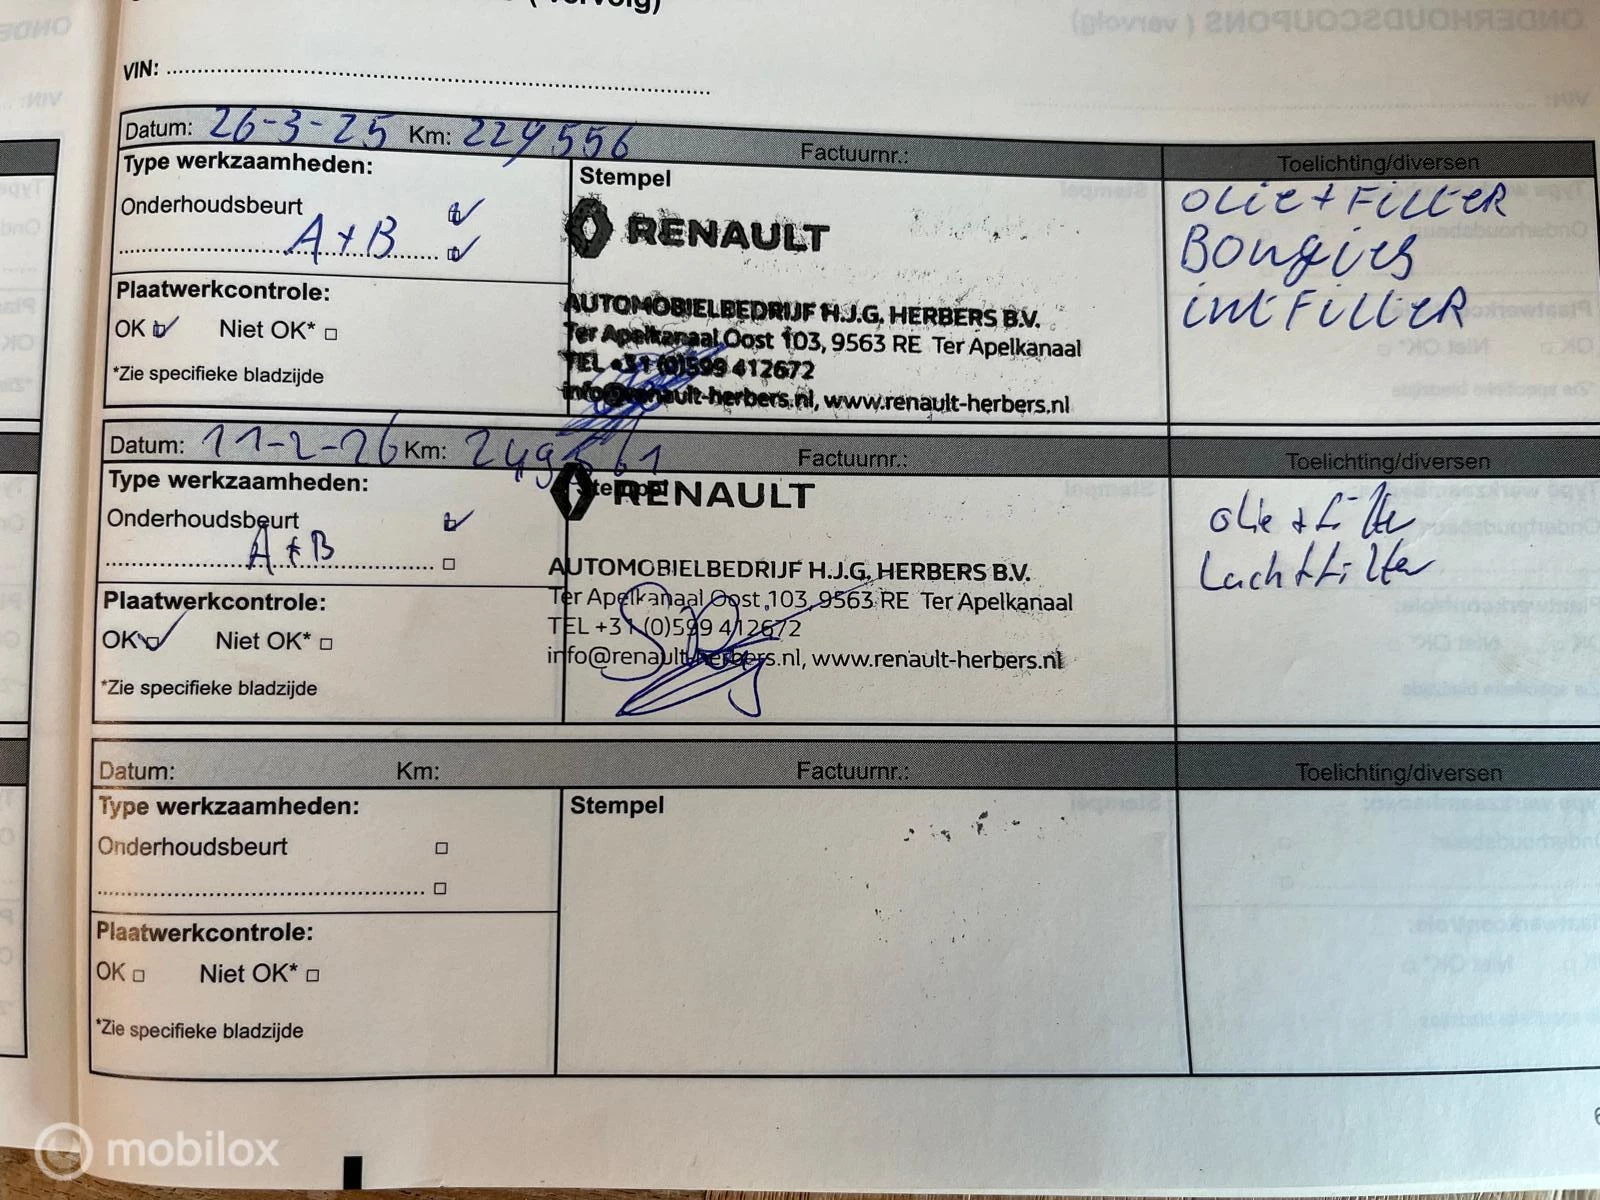 VIN:
Datum: 26-3-25 Km: 229556 Factuurnr.: Toelichting/diversen
Type werkzaamheden:
Onderhoudsbeurt
A+B
Plaatwerkcontrole:
OK Niet OK*
*Zie specifieke bladzijde
Stempel
RENAULT
AUTOMOBIELBEDRIJF H.J.G. HERBERS B.V.
Ter Apelkanaal Oost 103, 9563 RE Ter Apelkanaal
TEL +31 (0)599 412672
info@renault-herbers.nl, www.renault-herbers.nl
OLIE+FILTER
Bougies
intFILTER
Datum: 11-2-26 Km: 249561 Factuurnr.: Toelichting/diversen
Type werkzaamheden:
Onderhoudsbeurt
A+B
Plaatwerkcontrole:
OK Niet OK*
*Zie specifieke bladzijde
Stempel
RENAULT
AUTOMOBIELBEDRIJF H.J.G. HERBERS B.V.
Ter Apelkanaal Oost 103, 9563 RE Ter Apelkanaal
TEL +31 (0)599 412672
info@renault-herbers.nl, www.renault-herbers.nl
olie + filter
Luchtfilter
Datum: Km: Factuurnr.: Toelichting/diversen
Type werkzaamheden:
Onderhoudsbeurt
Plaatwerkcontrole:
OK Niet OK*
*Zie specifieke bladzijde
Stempel
mobilox